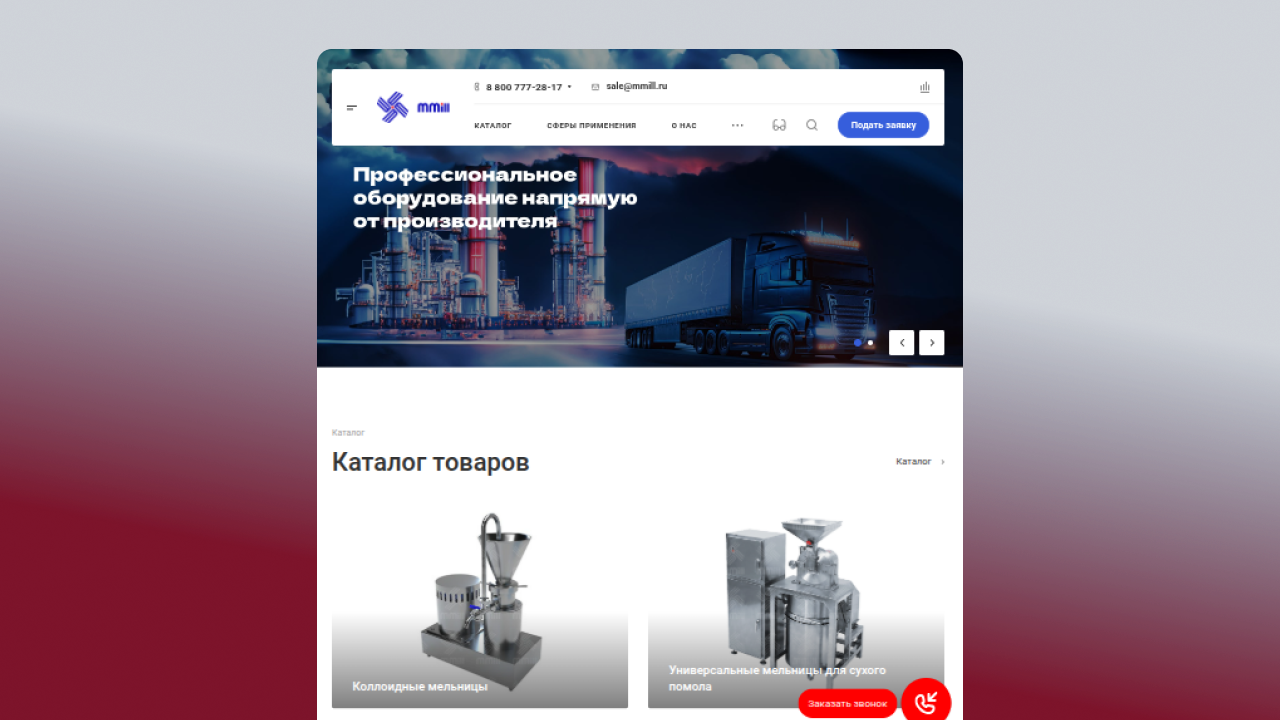 8 800 777-28-17
sale@mmill.ru
mmill
КАТАЛОГ
СФЕРЫ ПРИМЕНЕНИЯ
О НАС
Подать заявку
Профессиональное
оборудование напрямую
от производителя
Каталог
Каталог товаров
Каталог
Коллоидные мельницы
Универсальные мельницы для сухого
помола
Заказать звонок